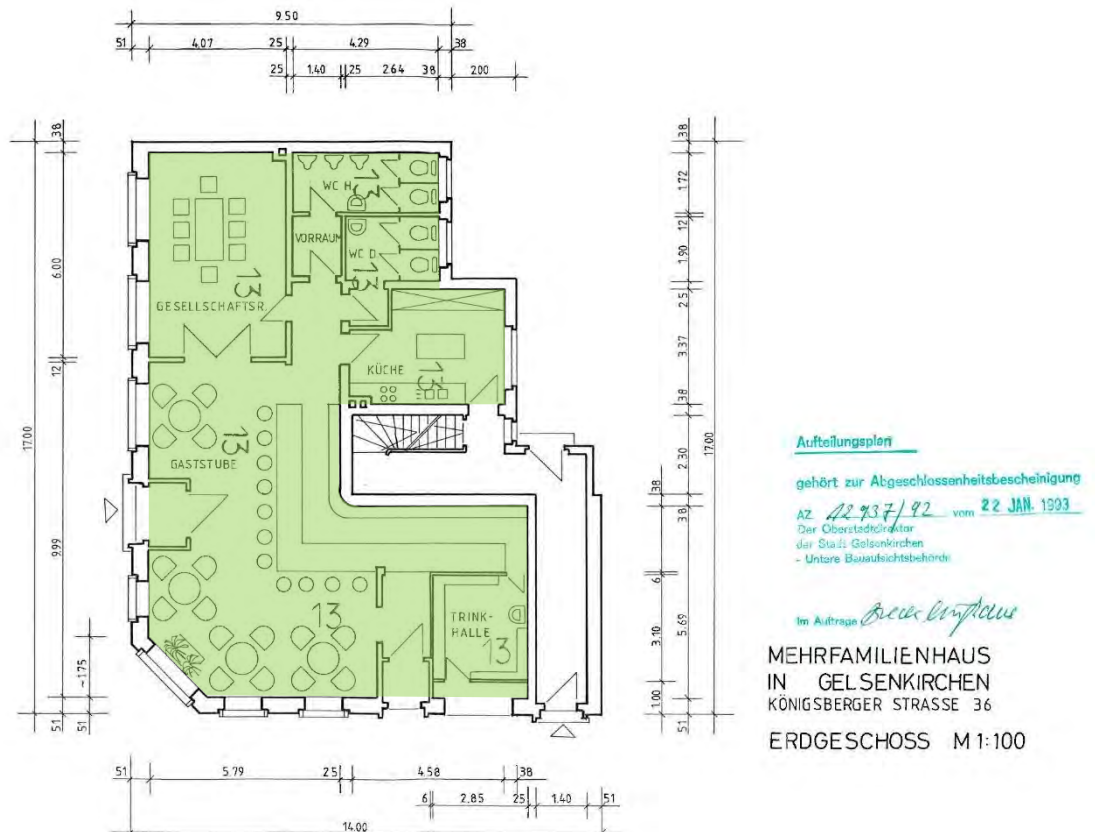 9.50
51 4.07 25 4.29 38
25 1.40 25 2.64 38 200
38
6.00
12
9.99
~175
51 51
17.00
WC H. 13
VORRAUM
WC D. 13
13
GESELLSCHAFTSR.
KÜCHE 13
13
GASTSTUBE
13
TRINK-
HALLE 13
38
1.72
12
1.90
2.5
3.37
38
2.30
38
38
6
5.69
3.10
1.00
51
17.00
51 5.79 25 4.58 38
6 2.85 25 1.40 51
14.00
Aufteilungsplan
gehört zur Abgeschlossenheitsbescheinigung
AZ. 12937/92 vom 22 JAN. 1993
Der Oberstadtdirektor
der Stadt Gelsenkirchen
- Untere Bauaufsichtsbehörde
Im Auftrage
MEHRFAMILIENHAUS
IN GELSENKIRCHEN
KÖNIGSBERGER STRASSE 36
ERDGESCHOSS M 1:100